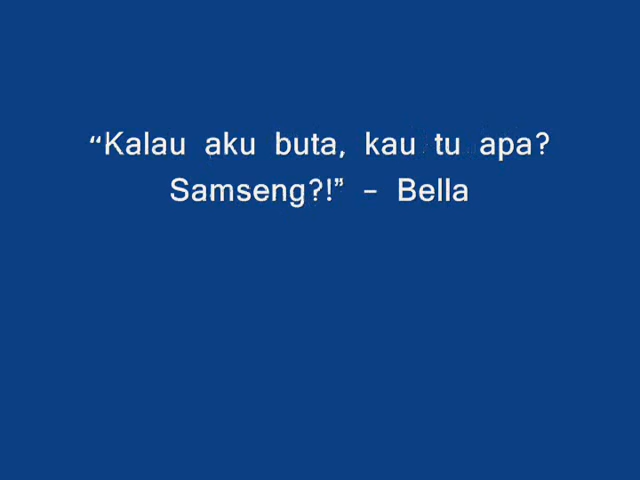 “Kalau aku buta, kau tu apa?
Samseng?!” – Bella